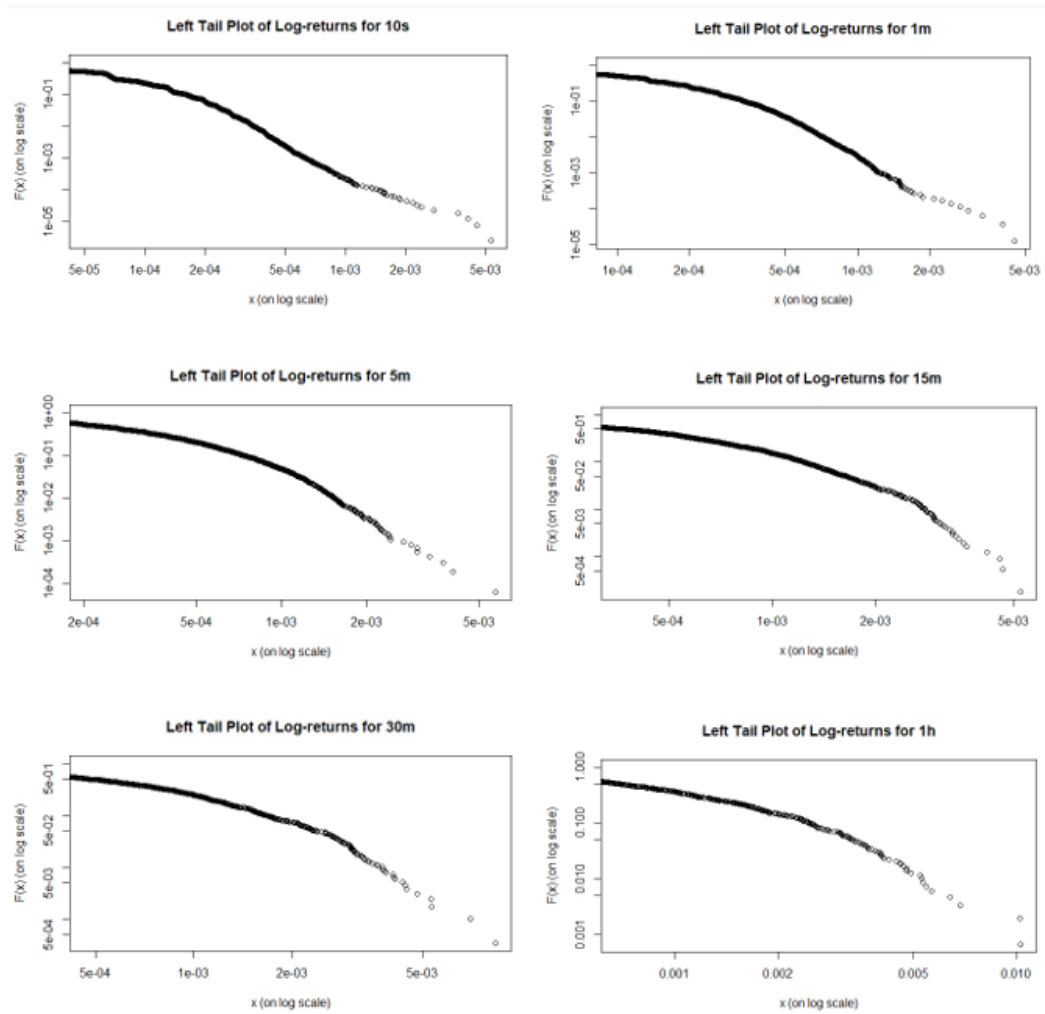 Left Tail Plot of Log-returns for 10s
F(x) (on log scale)
1e-01
1e-03
1e-05
5e-05 1e-04 2e-04 5e-04 1e-03 2e-03 5e-03
x (on log scale)
Left Tail Plot of Log-returns for 1m
F(x) (on log scale)
1e-01
1e-03
1e-05
1e-04 2e-04 5e-04 1e-03 2e-03 5e-03
x (on log scale)
Left Tail Plot of Log-returns for 5m
F(x) (on log scale)
1e+00
1e-01
1e-02
1e-03
1e-04
2e-04 5e-04 1e-03 2e-03 5e-03
x (on log scale)
Left Tail Plot of Log-returns for 15m
F(x) (on log scale)
5e-01
5e-02
5e-03
5e-04
5e-04 1e-03 2e-03 5e-03
x (on log scale)
Left Tail Plot of Log-returns for 30m
F(x) (on log scale)
5e-01
5e-02
5e-03
5e-04
5e-04 1e-03 2e-03 5e-03
x (on log scale)
Left Tail Plot of Log-returns for 1h
F(x) (on log scale)
1.000
0.100
0.010
0.001
0.001 0.002 0.005 0.010
x (on log scale)